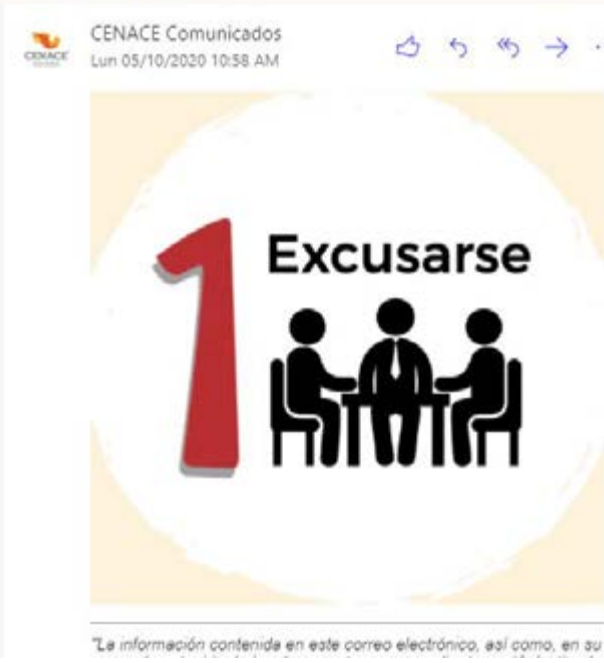 CENACE Comunicados
CENACE
Lun 05/10/2020 10:58 AM
1
Excusarse
"La información contenida en este correo electrónico, así como, en su